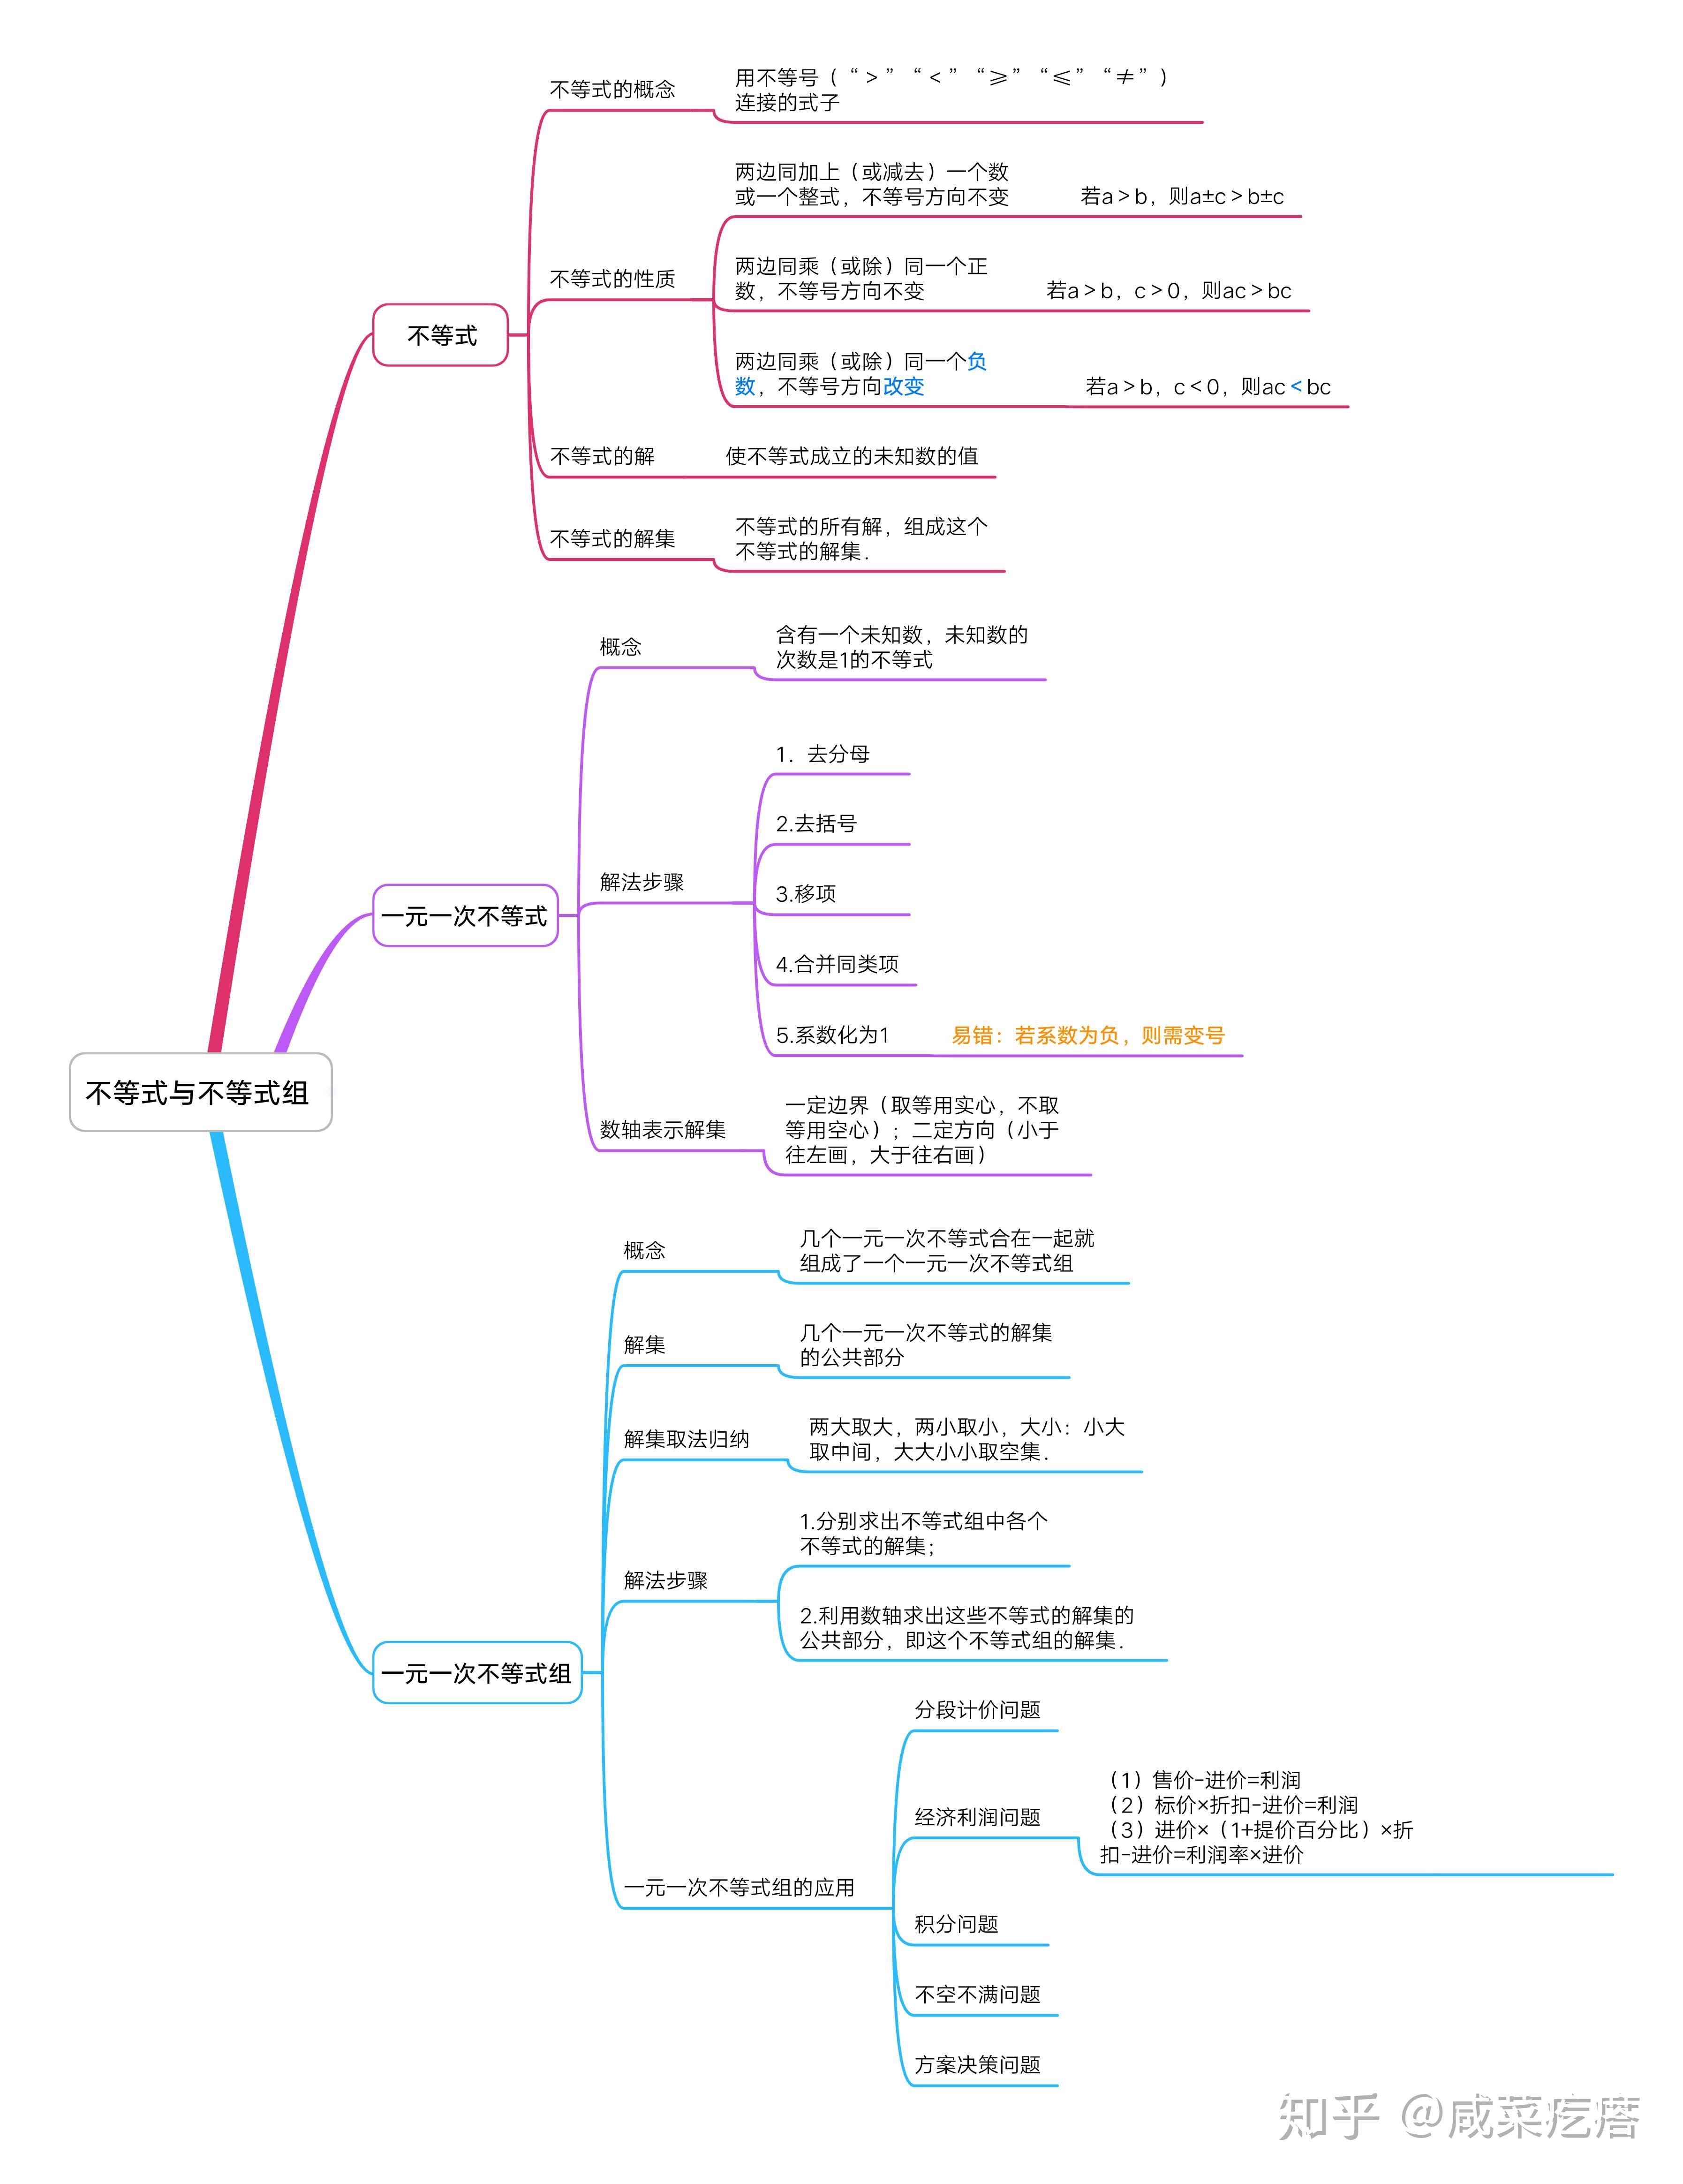 不等式的概念
用不等号（“＞”“＜”“≥”“≤”“≠”）
连接的式子
不等式
不等式的性质
两边同加上（或减去）一个数
或一个整式，不等号方向不变
若a＞b，则a±c＞b±c
两边同乘（或除）同一个正
数，不等号方向不变
若a＞b，c＞0，则ac＞bc
两边同乘（或除）同一个负
数，不等号方向改变
若a＞b，c＜0，则ac＜bc
不等式的解
使不等式成立的未知数的值
不等式的解集
不等式的所有解，组成这个
不等式的解集.
不等式与不等式组
一元一次不等式
概念
含有一个未知数，未知数的
次数是1的不等式
解法步骤
1. 去分母
2.去括号
3.移项
4.合并同类项
5.系数化为1
易错：若系数为负，则需变号
数轴表示解集
一定边界（取等用实心，不取
等用空心）；二定方向（小于
往左画，大于往右画）
一元一次不等式组
概念
几个一元一次不等式合在一起就
组成了一个一元一次不等式组
解集
几个一元一次不等式的解集
的公共部分
解集取法归纳
两大取大，两小取小，大小：小大
取中间，大大小小取空集.
解法步骤
1.分别求出不等式组中各个
不等式的解集；
2.利用数轴求出这些不等式的解集的
公共部分，即这个不等式组的解集.
一元一次不等式组的应用
分段计价问题
经济利润问题
（1）售价-进价=利润
（2）标价×折扣-进价=利润
（3）进价×（1+提价百分比）×折
扣-进价=利润率×进价
积分问题
不空不满问题
方案决策问题
知乎 @咸菜疙瘩